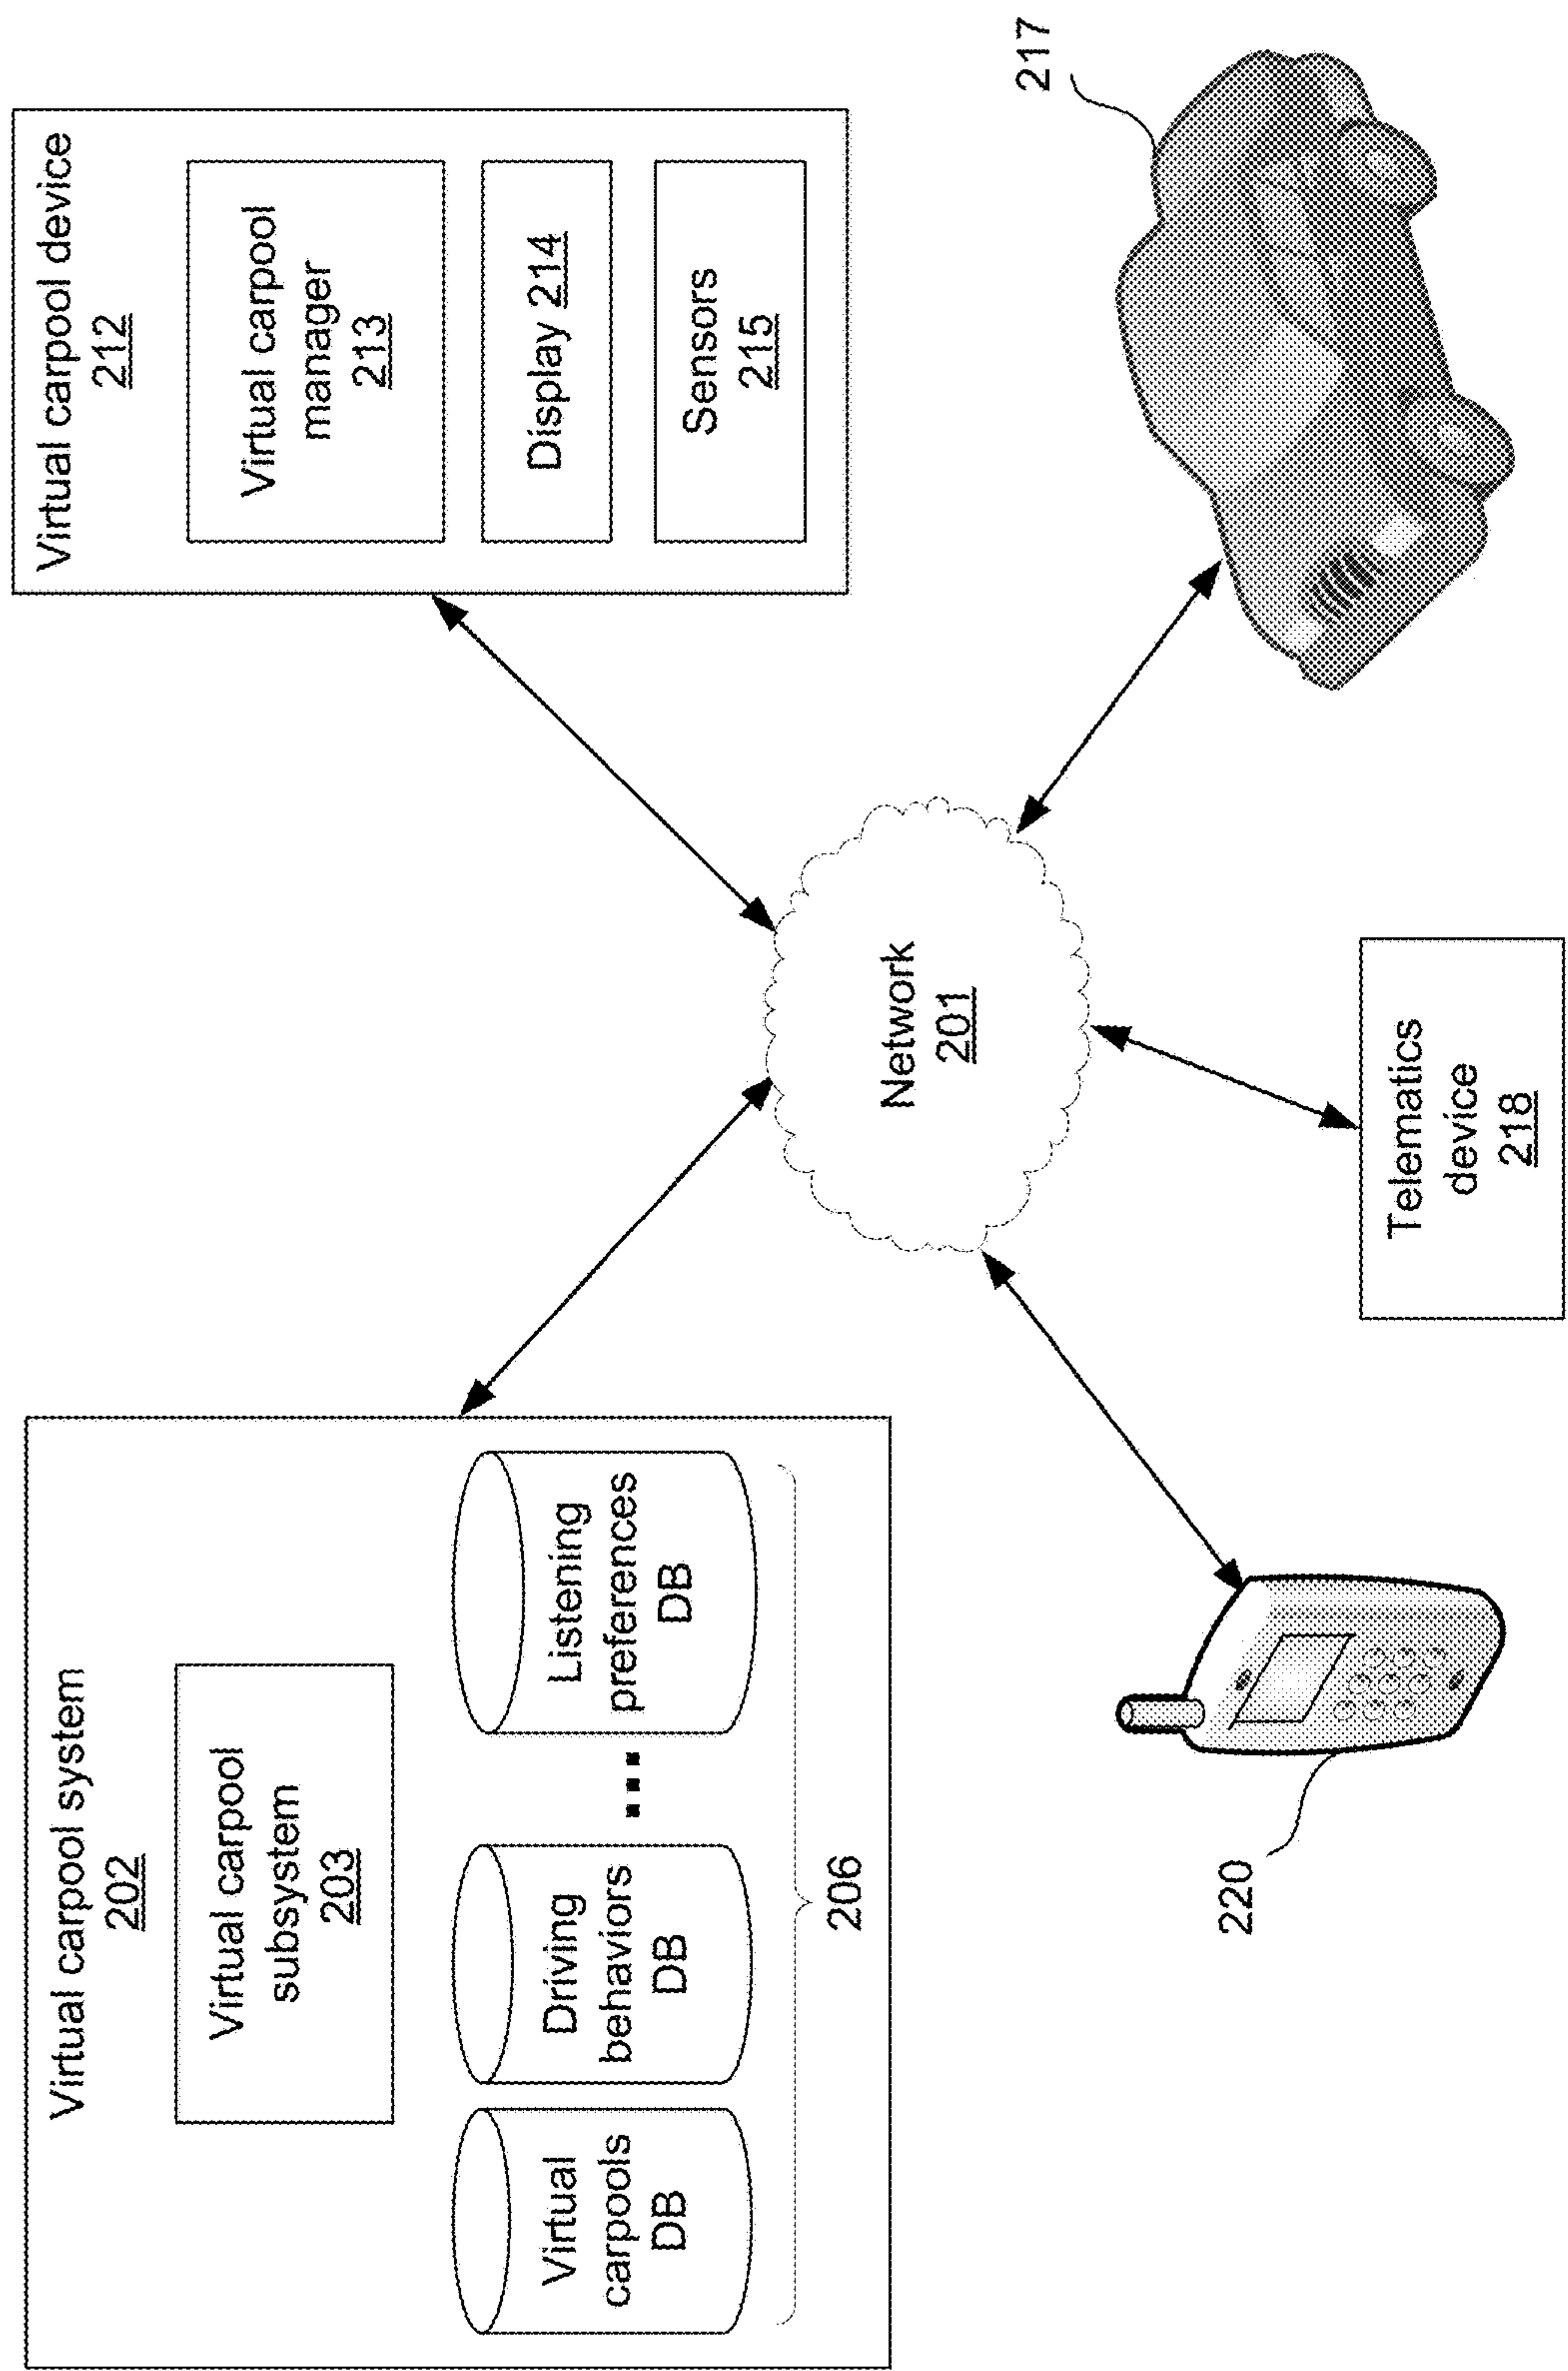 Virtual carpool system
202
Virtual carpool
subsystem
203
Virtual
carpools
DB
Driving
behaviors
DB
...
Listening
preferences
DB
206
Virtual carpool device
212
Virtual carpool
manager
213
Display 214
Sensors
215
Network
201
220
Telematics
device
218
217